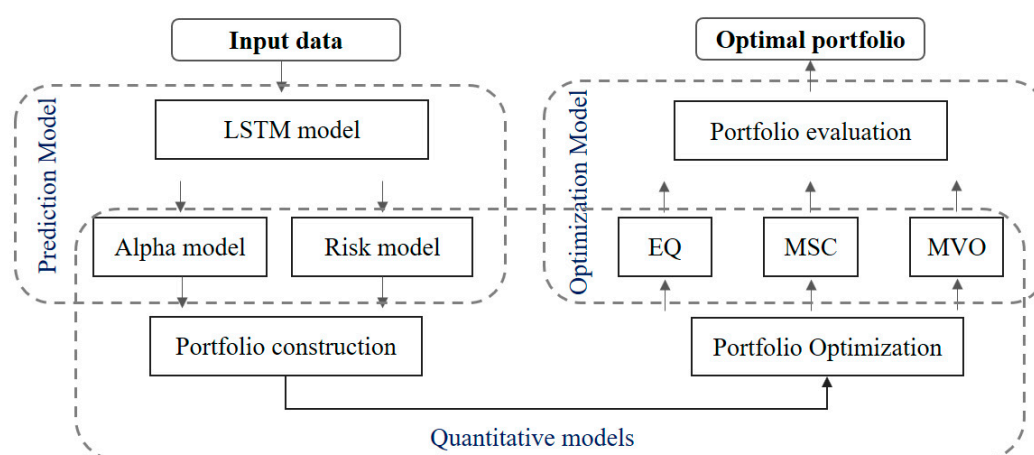 Input data
Optimal portfolio
Prediction Model
LSTM model
Alpha model
Risk model
Portfolio construction
Optimization Model
Portfolio evaluation
EQ
MSC
MVO
Portfolio Optimization
Quantitative models